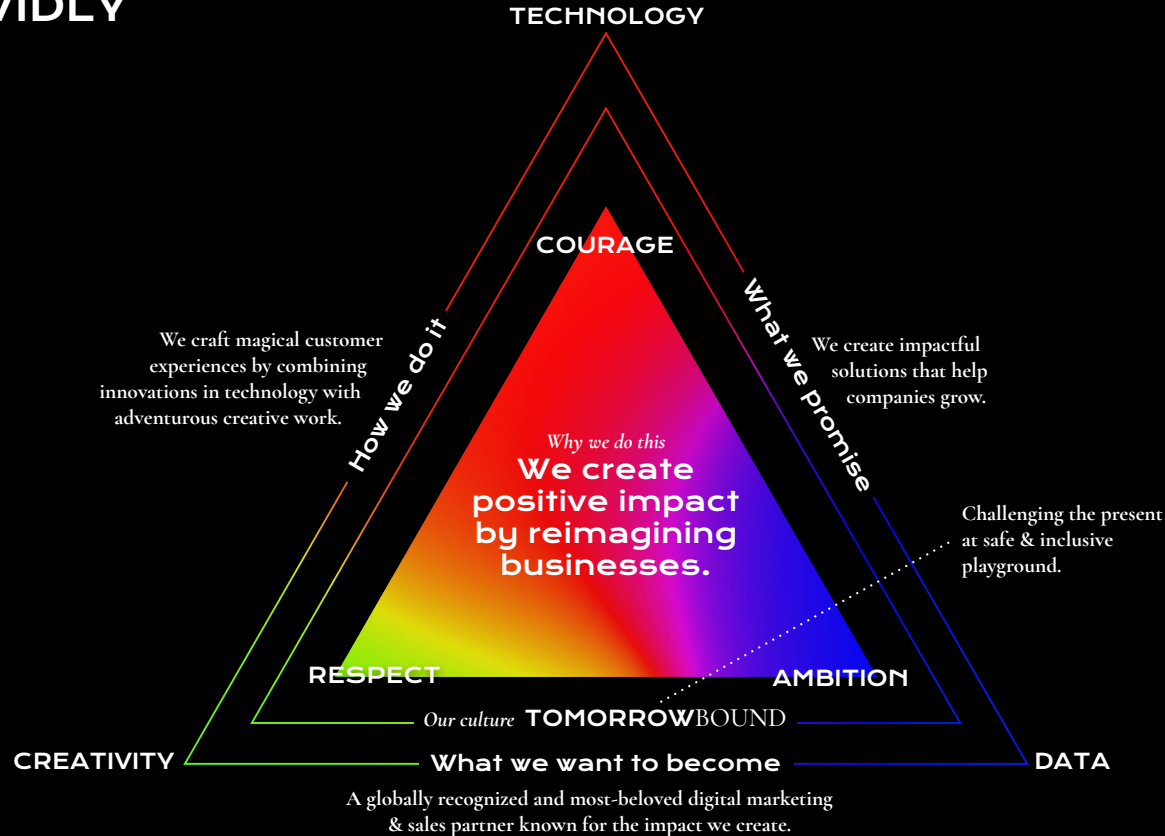 TECHNOLOGY
COURAGE
How we do it
We craft magical customer
experiences by combining
innovations in technology with
adventurous creative work.
What we promise
We create impactful
solutions that help
companies grow.
Why we do this
We create
positive impact
by reimagining
businesses.
Challenging the present
at safe & inclusive
playground.
RESPECT
AMBITION
Our culture TOMORROWBOUND
CREATIVITY
What we want to become
DATA
A globally recognized and most-beloved digital marketing
& sales partner known for the impact we create.